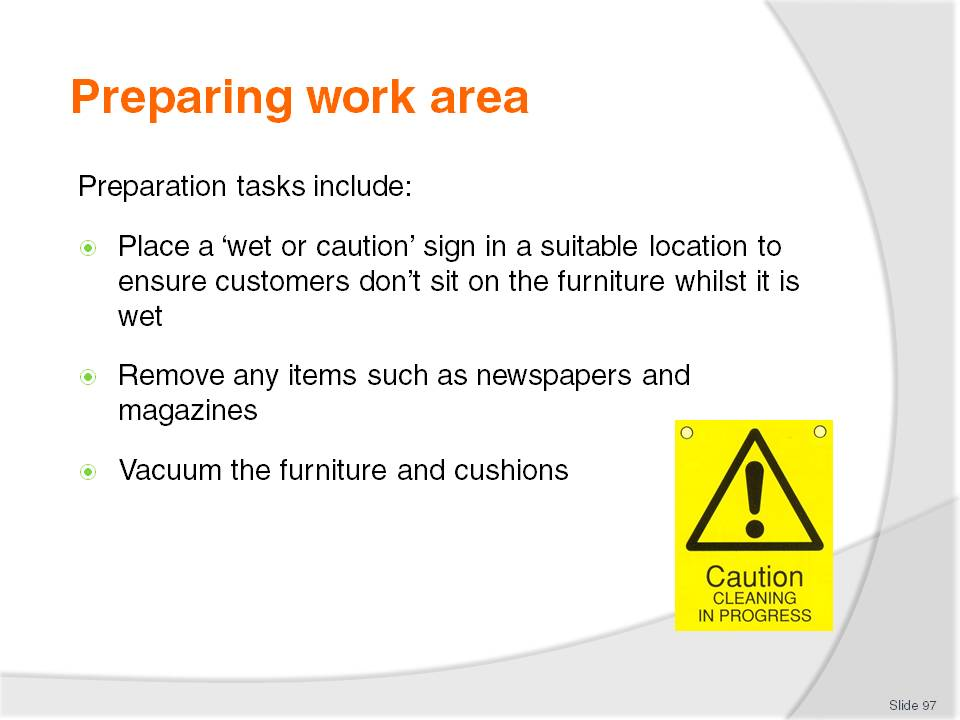 Preparing work area
Preparation tasks include:
Place a ‘wet or caution’ sign in a suitable location to
ensure customers don’t sit on the furniture whilst it is
wet
Remove any items such as newspapers and
magazines
Vacuum the furniture and cushions
Caution
CLEANING
IN PROGRESS
Slide 97